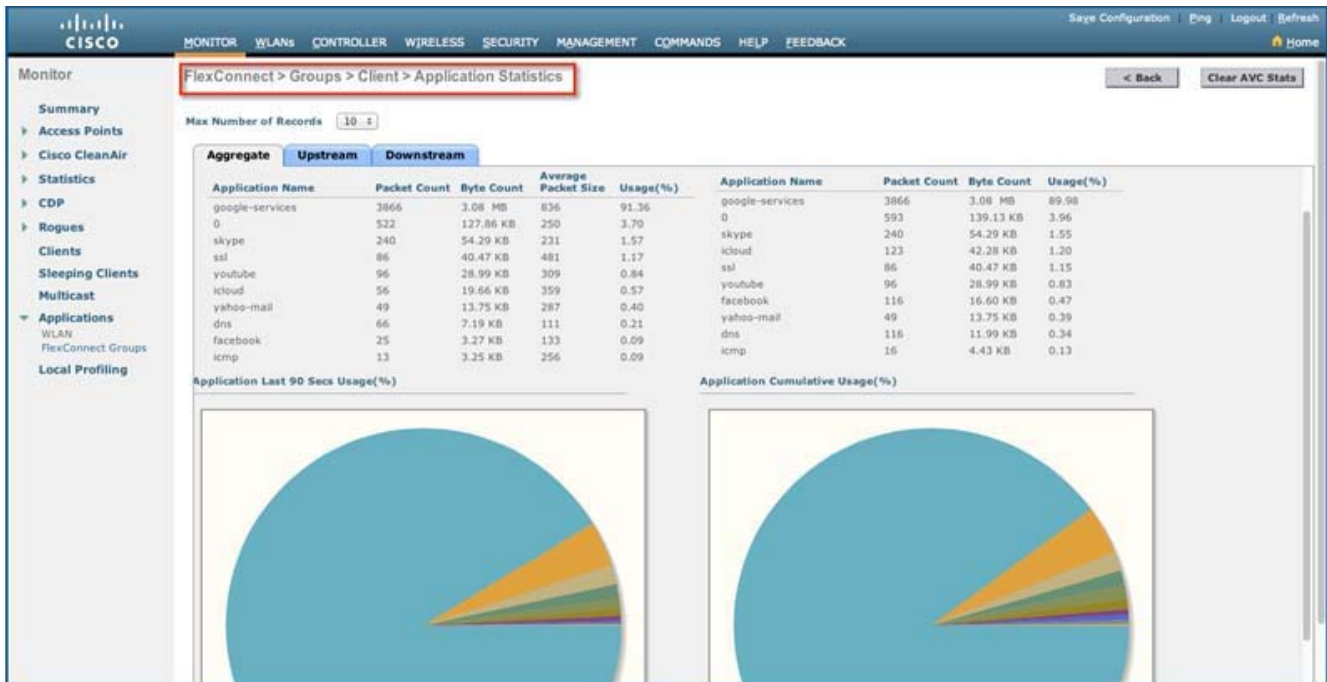 Save Configuration Ping Logout Refresh
CISCO
MONITOR WLANs CONTROLLER WIRELESS SECURITY MANAGEMENT COMMANDS HELP FEEDBACK
Home
Monitor
Summary
Access Points
Cisco CleanAir
Statistics
CDP
Rogues
Clients
Sleeping Clients
Multicast
Applications
WLAN
FlexConnect Groups
Local Profiling
FlexConnect > Groups > Client > Application Statistics
< Back
Clear AVC Stats
Max Number of Records 10
Aggregate Upstream Downstream
Application Name Packet Count Byte Count Average Packet Size Usage(%)
google-services 3866 3.08 MB 836 91.36
0 522 127.86 KB 250 3.70
skype 240 54.29 KB 231 1.57
ssl 86 40.47 KB 481 1.17
youtube 96 28.99 KB 309 0.84
icloud 56 19.66 KB 359 0.57
yahoo-mail 49 13.75 KB 287 0.40
dns 66 7.19 KB 111 0.21
facebook 25 3.27 KB 133 0.09
icmp 13 3.25 KB 256 0.09
Application Name Packet Count Byte Count Usage(%)
google-services 3866 3.08 MB 89.98
0 593 139.13 KB 3.96
skype 240 54.29 KB 1.55
icloud 123 42.28 KB 1.20
ssl 86 40.47 KB 1.15
youtube 96 28.99 KB 0.83
facebook 116 16.60 KB 0.47
yahoo-mail 49 13.75 KB 0.39
dns 116 11.99 KB 0.34
icmp 16 4.43 KB 0.13
Application Last 90 Secs Usage(%)
Application Cumulative Usage(%)